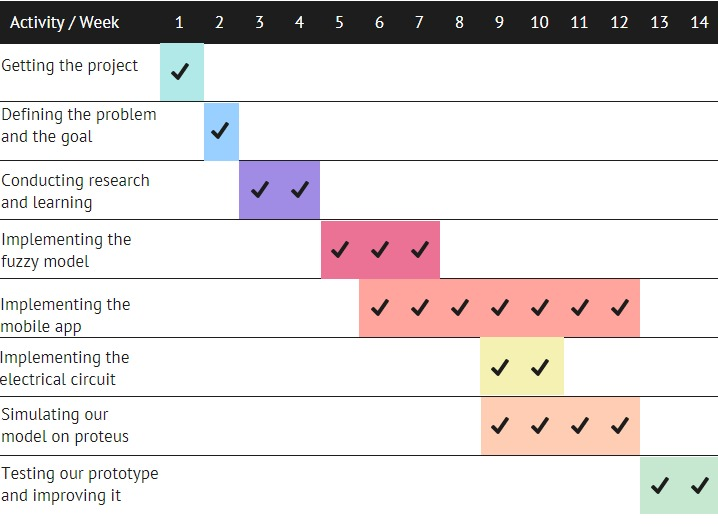 Activity / Week 1 2 3 4 5 6 7 8 9 10 11 12 13 14
Getting the project
Defining the problem
and the goal
Conducting research
and learning
Implementing the
fuzzy model
Implementing the
mobile app
Implementing the
electrical circuit
Simulating our
model on proteus
Testing our prototype
and improving it